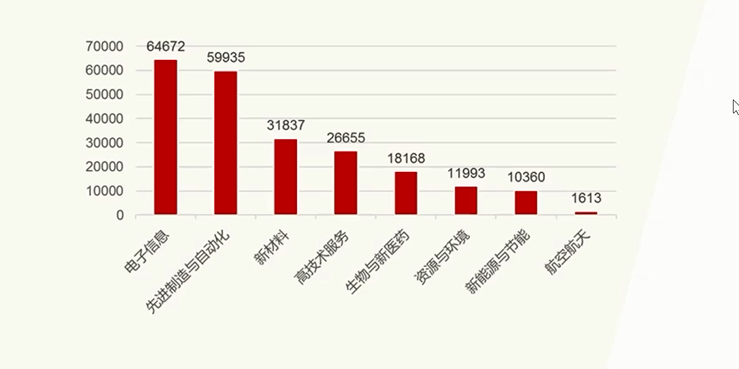 70000
60000
50000
40000
30000
20000
10000
0
64672
59935
31837
26655
18168
11993
10360
1613
电子信息
先进制造与自动化
新材料
高技术服务
生物与新医药
资源与环境
新能源与节能
航空航天